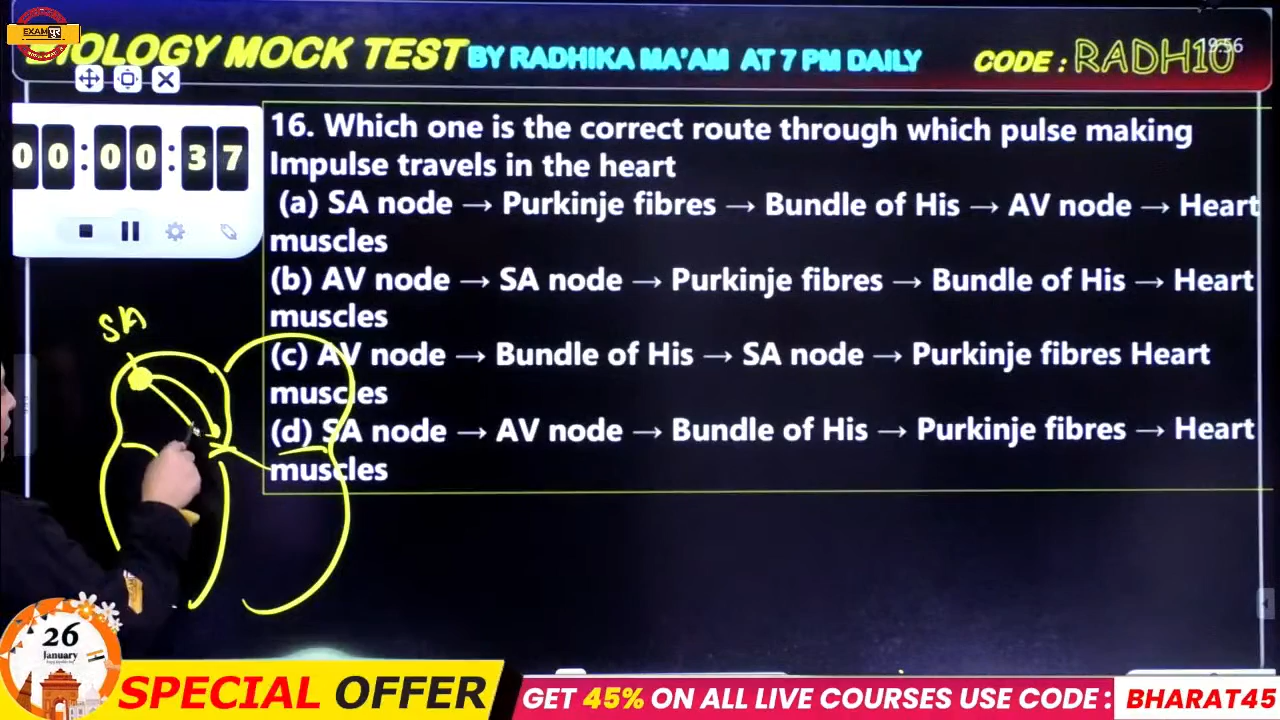 EXAM पुर
BIOLOGY MOCK TEST BY RADHIKA MA'AM AT 7 PM DAILY CODE : RADH10
19:56
00:00:37
16. Which one is the correct route through which pulse making
Impulse travels in the heart
(a) SA node → Purkinje fibres → Bundle of His → AV node → Heart
muscles
(b) AV node → SA node → Purkinje fibres → Bundle of His → Heart
muscles
(c) AV node → Bundle of His → SA node → Purkinje fibres Heart
muscles
(d) SA node → AV node → Bundle of His → Purkinje fibres → Heart
muscles
SA
26
January
SPECIAL OFFER
GET 45% ON ALL LIVE COURSES USE CODE : BHARAT45